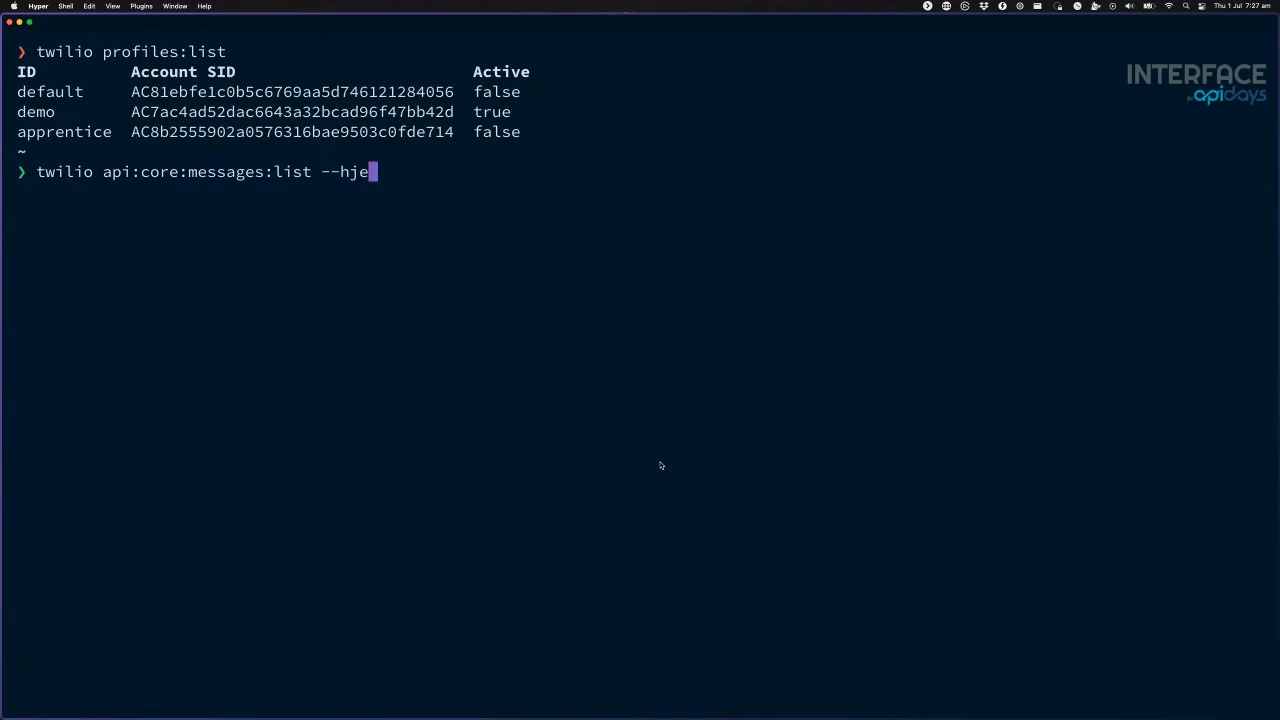 Hyper Shell Edit View Plugins Window Help Thu 1 Jul 7:27 am
❯ twilio profiles:list
ID Account SID Active
default AC81ebfe1c0b5c6769aa5d746121284056 false
demo AC7ac4ad52dac6643a32bcad96f47bb42d true
apprentice AC8b2555902a0576316bae9503c0fde714 false
~
❯ twilio api:core:messages:list --hje
INTERFACE
BY apidays